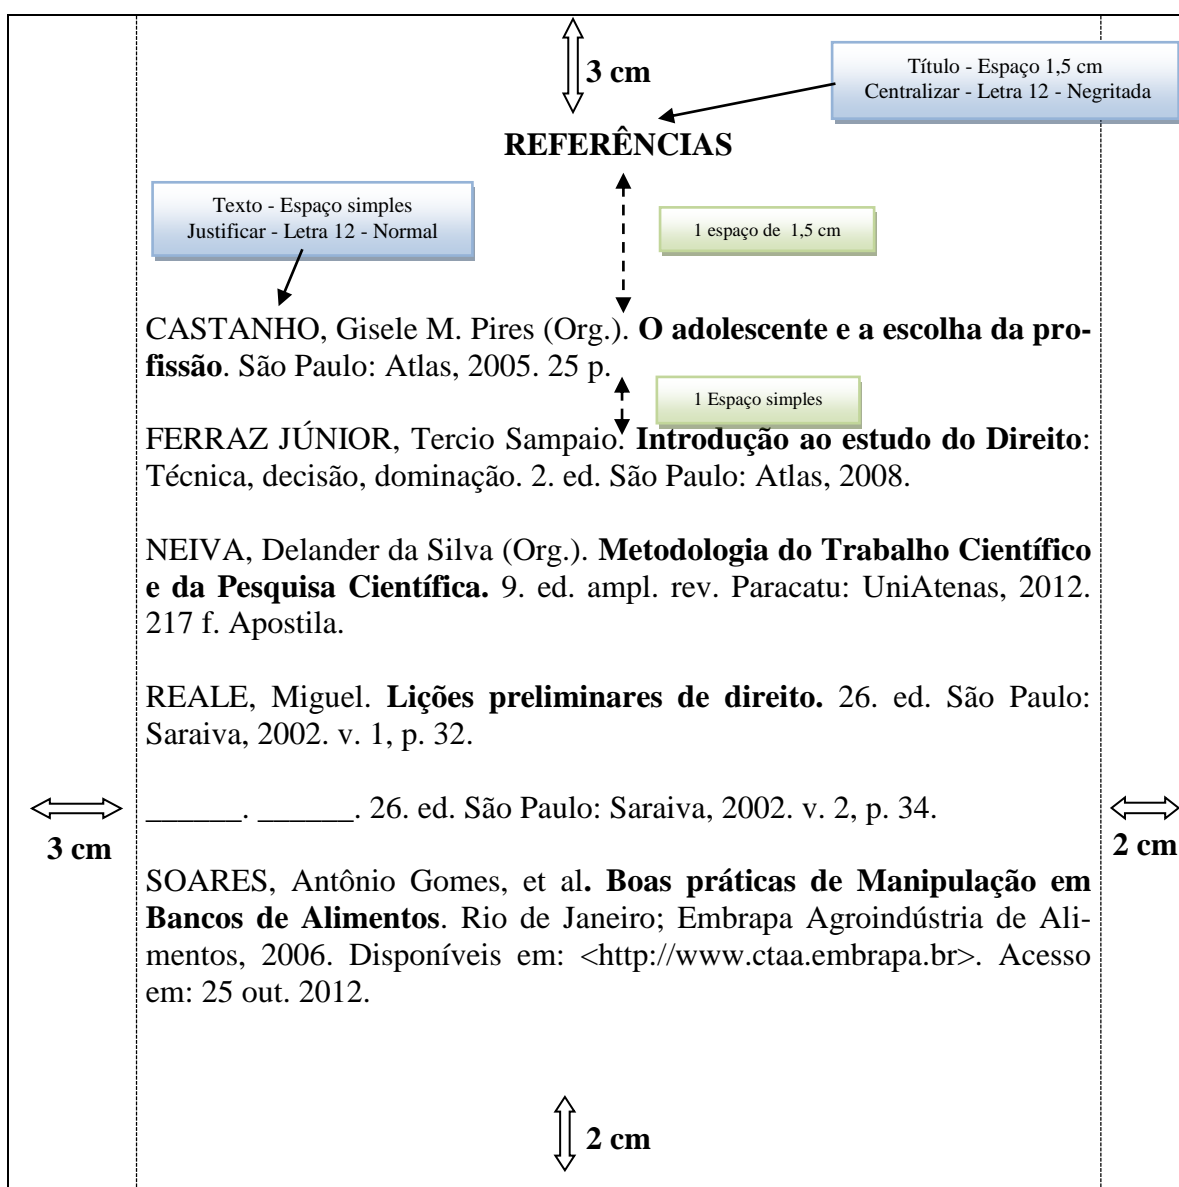 3 cm
Título - Espaço 1,5 cm
Centralizar - Letra 12 - Negritada
REFERÊNCIAS
Texto - Espaço simples
Justificar - Letra 12 - Normal
1 espaço de  1,5 cm
CASTANHO, Gisele M. Pires (Org.). O adolescente e a escolha da pro-
fissão. São Paulo: Atlas, 2005. 25 p.
1 Espaço simples
FERRAZ JÚNIOR, Tercio Sampaio. Introdução ao estudo do Direito:
Técnica, decisão, dominação. 2. ed. São Paulo: Atlas, 2008.
NEIVA, Delander da Silva (Org.). Metodologia do Trabalho Científico
e da Pesquisa Científica. 9. ed. ampl. rev. Paracatu: UniAtenas, 2012.
217 f. Apostila.
REALE, Miguel. Lições preliminares de direito. 26. ed. São Paulo:
Saraiva, 2002. v. 1, p. 32.
______. ______. 26. ed. São Paulo: Saraiva, 2002. v. 2, p. 34.
3 cm
2 cm
SOARES, Antônio Gomes, et al. Boas práticas de Manipulação em
Bancos de Alimentos. Rio de Janeiro; Embrapa Agroindústria de Ali-
mentos, 2006. Disponíveis em: <http://www.ctaa.embrapa.br>. Acesso
em: 25 out. 2012.
2 cm